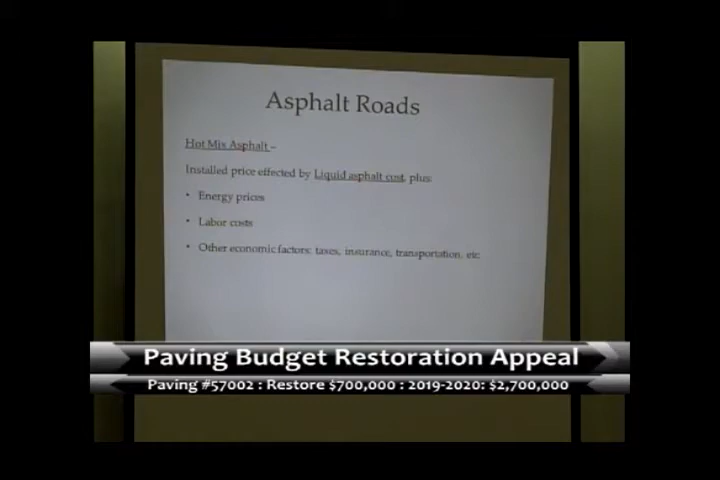 Asphalt Roads
Hot Mix Asphalt –
Installed price effected by Liquid asphalt cost, plus:
• Energy prices
• Labor costs
• Other economic factors: taxes, insurance, transportation, etc
Paving Budget Restoration Appeal
Paving #57002 : Restore $700,000 : 2019-2020: $2,700,000